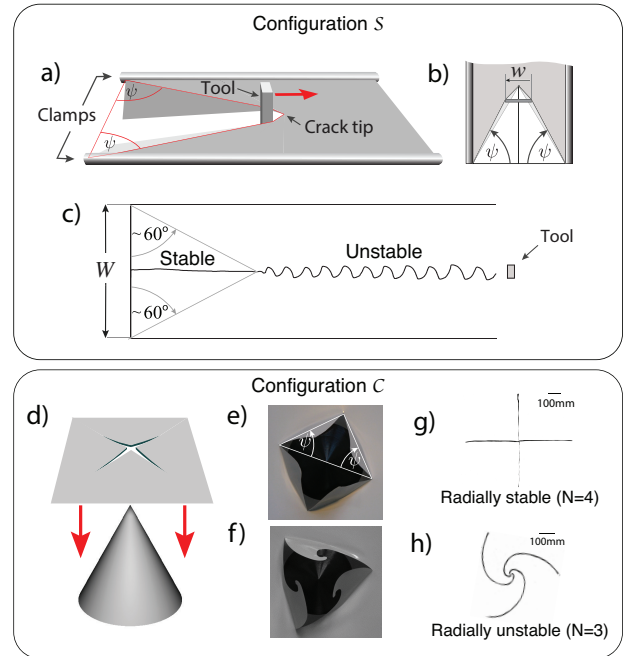 Configuration S
a)
Tool
b)
w
Clamps
ψ
Crack tip
ψ
ψ
ψ
c)
~60°
Stable
Unstable
Tool
W
~60°
Configuration C
d)
e)
ψ
ψ
g)
100mm
Radially stable (N=4)
f)
h)
100mm
Radially unstable (N=3)